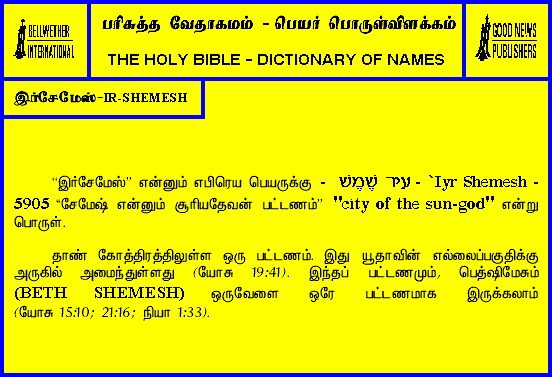 BELLWETHER
INTERNATIONAL
பரிசுத்த வேதாகமம் - பெயர் பொருள்விளக்கம்
THE HOLY BIBLE - DICTIONARY OF NAMES
GOOD NEWS
PUBLISHERS
இர்சேமேஸ்-IR-SHEMESH
“இர்சேமேஸ்” என்னும் எபிரெய பெயருக்கு - עיר שֶׁמֶשׁ - `Iyr Shemesh -
5905 “சேமேஷ் என்னும் சூரியதேவன் பட்டணம்” "city of the sun-god" என்று
பொருள்.
தாண் கோத்திரத்திலுள்ள ஒரு பட்டணம். இது யூதாவின் எல்லைப்பகுதிக்கு
அருகில் அமைந்துள்ளது (யோசு 19:41). இந்தப் பட்டணமும், பெத்ஷிமேசும்
(BETH SHEMESH) ஒருவேளை ஒரே பட்டணமாக இருக்கலாம்
(யோசு 15:10; 21:16; நியா 1:33).